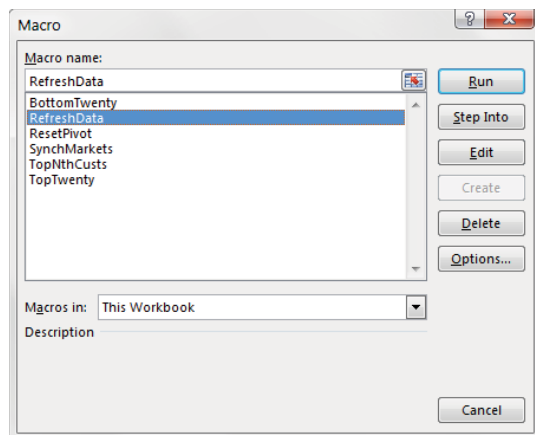 Macro
?
Macro name:
RefreshData
BottomTwenty
RefreshData
ResetPivot
SynchMarkets
TopNthCusts
TopTwenty
Run
Step Into
Edit
Create
Delete
Options...
Macros in: This Workbook
Description
Cancel